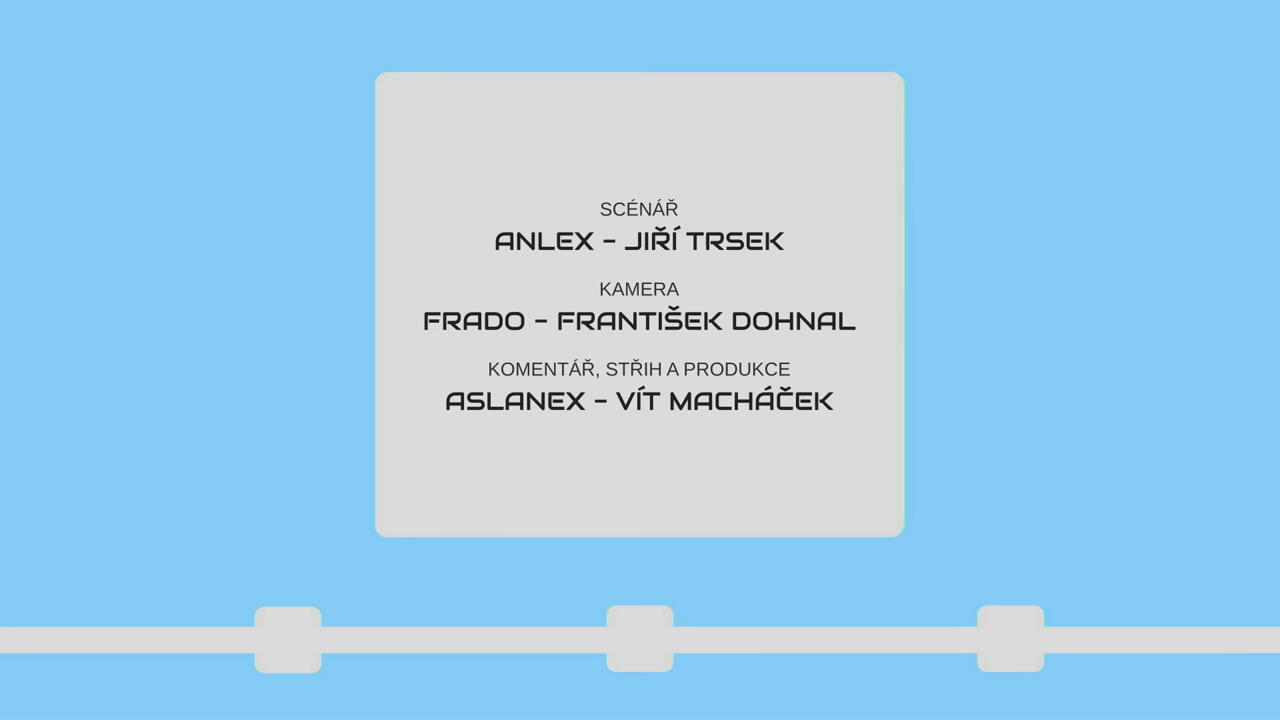 SCÉNÁŘ
ANLEX - JIŘÍ TRSEK
KAMERA
FRADO - FRANTIŠEK DOHNAL
KOMENTÁŘ, STŘIH A PRODUKCE
ASLANEX - VÍT MACHÁČEK